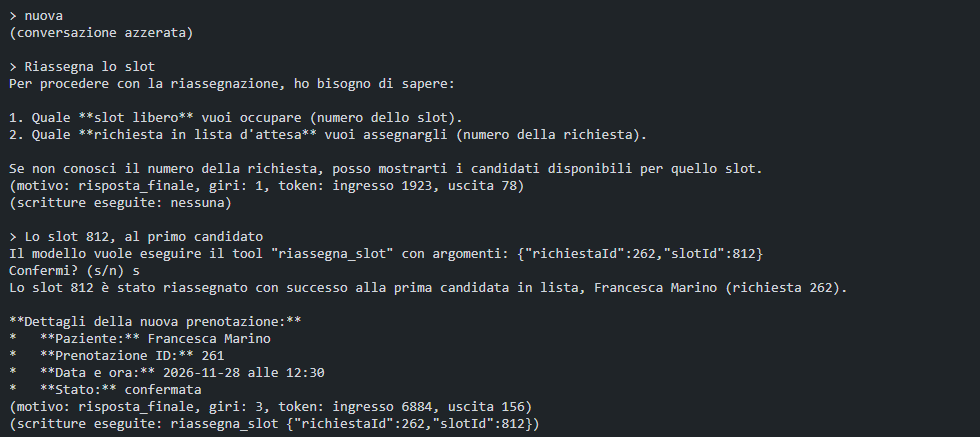 > nuova
(conversazione azzerata)

> Riassegna lo slot
Per procedere con la riassegnazione, ho bisogno di sapere:

1. Quale **slot libero** vuoi occupare (numero dello slot).
2. Quale **richiesta in lista d'attesa** vuoi assegnargli (numero della richiesta).

Se non conosci il numero della richiesta, posso mostrarti i candidati disponibili per quello slot.
(motivo: risposta_finale, giri: 1, token: ingresso 1923, uscita 78)
(scritture eseguite: nessuna)

> Lo slot 812, al primo candidato
Il modello vuole eseguire il tool "riassegna_slot" con argomenti: {"richiestaId":262,"slotId":812}
Confermi? (s/n) s
Lo slot 812 è stato riassegnato con successo alla prima candidata in lista, Francesca Marino (richiesta 262).

**Dettagli della nuova prenotazione:**
*   **Paziente:** Francesca Marino
*   **Prenotazione ID:** 261
*   **Data e ora:** 2026-11-28 alle 12:30
*   **Stato:** confermata
(motivo: risposta_finale, giri: 3, token: ingresso 6884, uscita 156)
(scritture eseguite: riassegna_slot {"richiestaId":262,"slotId":812})